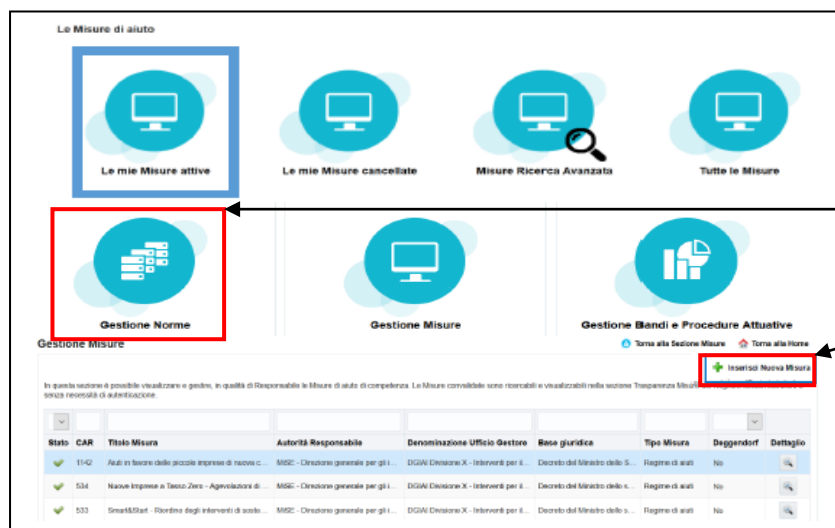 Le Misure di aiuto
Le mie Misure attive
Le mie Misure cancellate
Misure Ricerca Avanzata
Tutte le Misure
Gestione Norme
Gestione Misure
Gestione Bandi e Procedure Attuative
Gestione Misure
Torna alla Sezione Misure Torna alla Home
Inserisci Nuova Misura
In questa sezione è possibile visualizzare e gestire, in qualità di Responsabile le Misure di aiuto di competenza. Le Misure convalidate sono ricercabili e visualizzabili nella sezione Trasparenza
senza necessità di autenticazione.
Stato CAR Titolo Misura Autorità Responsabile Denominazione Ufficio Gestore Base giuridica Tipo Misura Deggendorf Dettaglio
1142 Aiuti in favore delle piccole imprese di nuova c... MiSE - Direzione generale per gli i... DGIAI Divisione X - Interventi per il... Decreto del Ministro dello S... Regime di aiuti No
534 Nuove Imprese a Tasso Zero - Agevolazioni di ... MiSE - Direzione generale per gli i... DGIAI Divisione X - Interventi per il... Decreto del Ministro dello s... Regime di aiuti No
533 Smart&Start - Riordino degli interventi di soste... MiSE - Direzione generale per gli i... DGIAI Divisione X - Interventi per il... Decreto del Ministro dello s... Regime di aiuti No